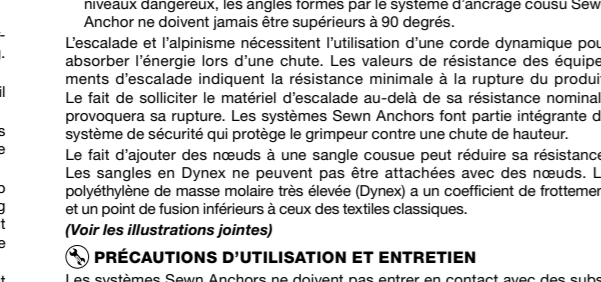 niveaux dangereux, les angles formés par le système d'ancrage cousu Sewn
Anchor ne doivent jamais être supérieurs à 90 degrés.
L'escalade et l'alpinisme nécessitent l'utilisation d'une corde dynamique pou
absorber l'énergie lors d'une chute. Les valeurs de résistance des équipe
ments d'escalade indiquent la résistance minimale à la rupture du produi
Le fait de solliciter le matériel d'escalade au-delà de sa résistance nominal
provoquera sa rupture. Les systèmes Sewn Anchors font partie intégrante d
système de sécurité qui protège le grimpeur contre une chute de hauteur.
Le fait d'ajouter des nœuds à une sangle cousue peut réduire sa résistance
Les sangles en Dynex ne peuvent pas être attachées avec des nœuds. L
polyéthylène de masse molaire très élevée (Dynex) a un coefficient de frottemen
et un point de fusion inférieurs à ceux des textiles classiques.
(Voir les illustrations jointes)
PRÉCAUTIONS D'UTILISATION ET ENTRETIEN
Les systèmes Sewn Anchors ne doivent pas entrer en contact avec des subs